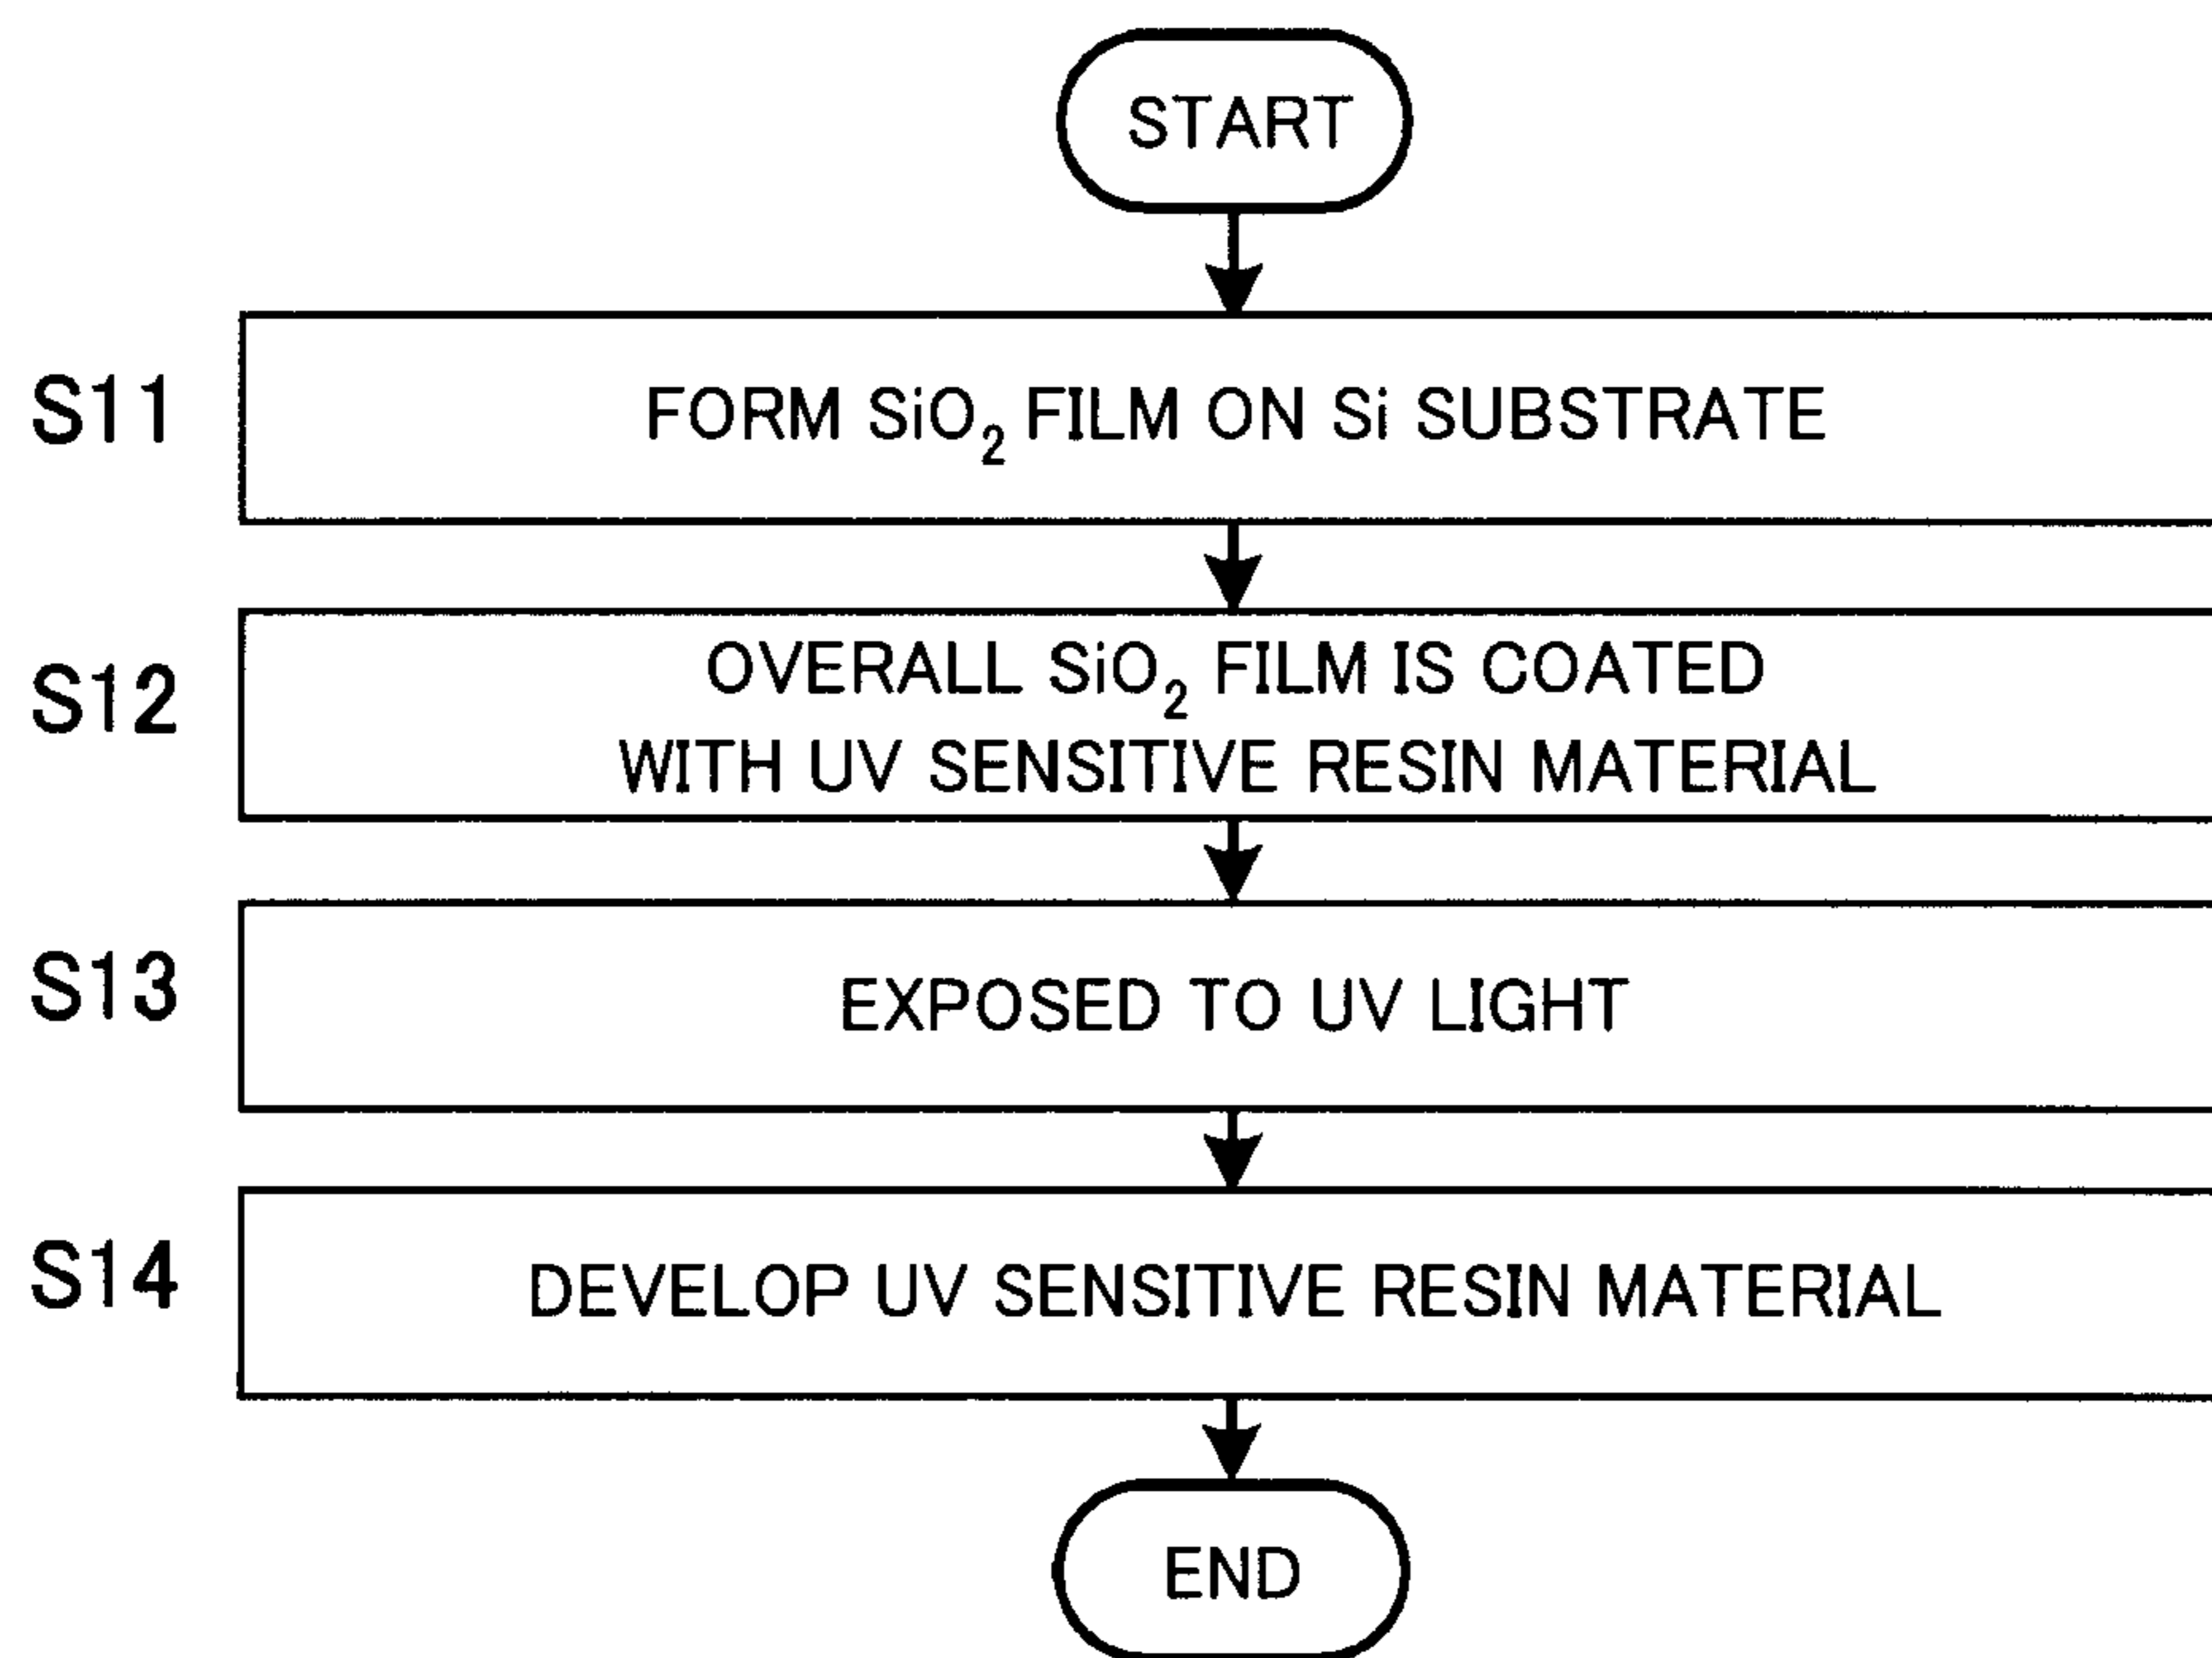 START
S11
FORM SiO₂ FILM ON Si SUBSTRATE
S12
OVERALL SiO₂ FILM IS COATED
WITH UV SENSITIVE RESIN MATERIAL
S13
EXPOSED TO UV LIGHT
S14
DEVELOP UV SENSITIVE RESIN MATERIAL
END